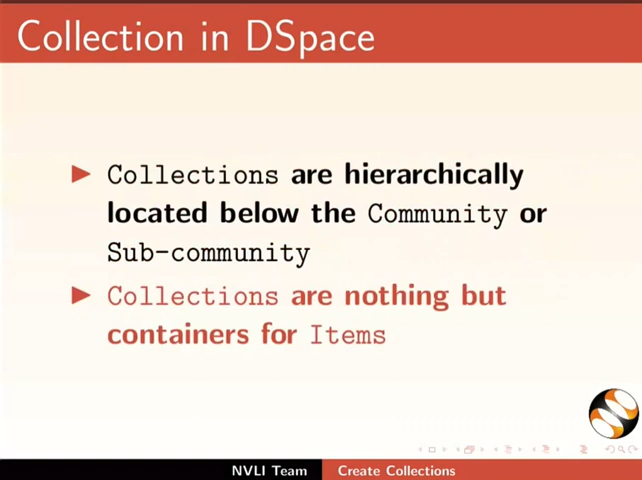 Collection in DSpace
Collections are hierarchically
located below the Community or
Sub-community
Collections are nothing but
containers for Items
NVLI Team Create Collections